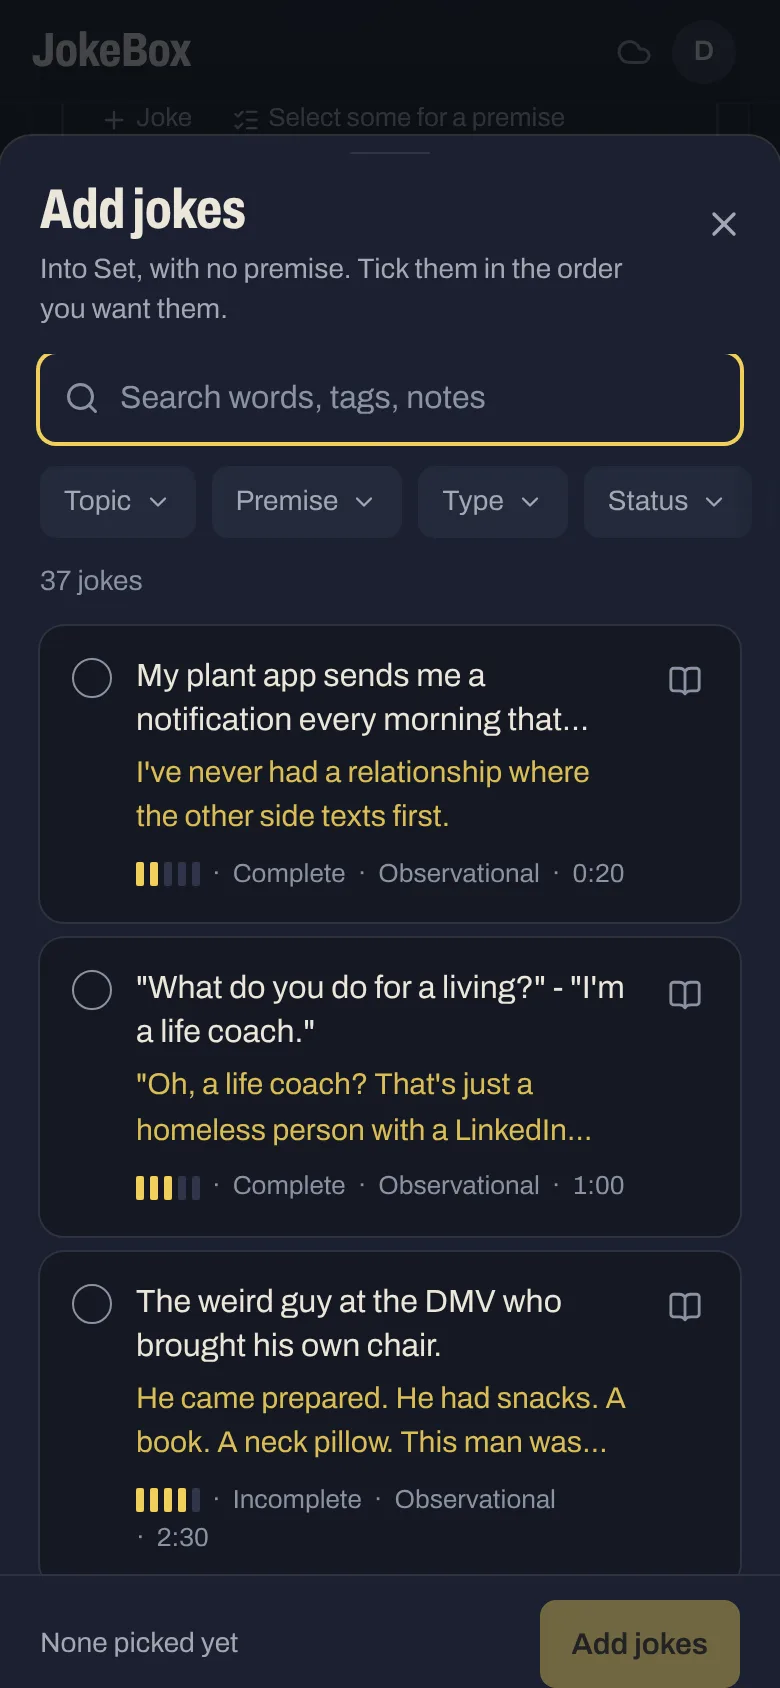 JokeBox
D
+ Joke
Select some for a premise
Add jokes
Into Set, with no premise. Tick them in the order
you want them.
Search words, tags, notes
Topic
Premise
Type
Status
37 jokes
My plant app sends me a
notification every morning that...
I've never had a relationship where
the other side texts first.
· Complete · Observational · 0:20
"What do you do for a living?" - "I'm
a life coach."
"Oh, a life coach? That's just a
homeless person with a LinkedIn...
· Complete · Observational · 1:00
The weird guy at the DMV who
brought his own chair.
He came prepared. He had snacks. A
book. A neck pillow. This man was...
· Incomplete · Observational
· 2:30
None picked yet
Add jokes